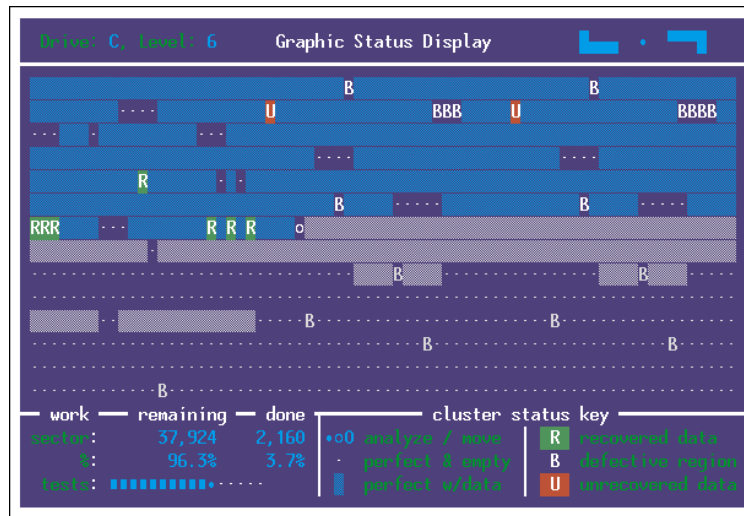 Drive: C, Level: 6 Graphic Status Display
B B
U BBB U BBBB
R
B B
RRR R R R o
B B
B B
B B
B
work remaining done cluster status key
sector: 37,924 2,160 •oO analyze / move R recovered data
%: 96.3% 3.7% · perfect & empty B defective region
tests: perfect w/data U unrecovered data